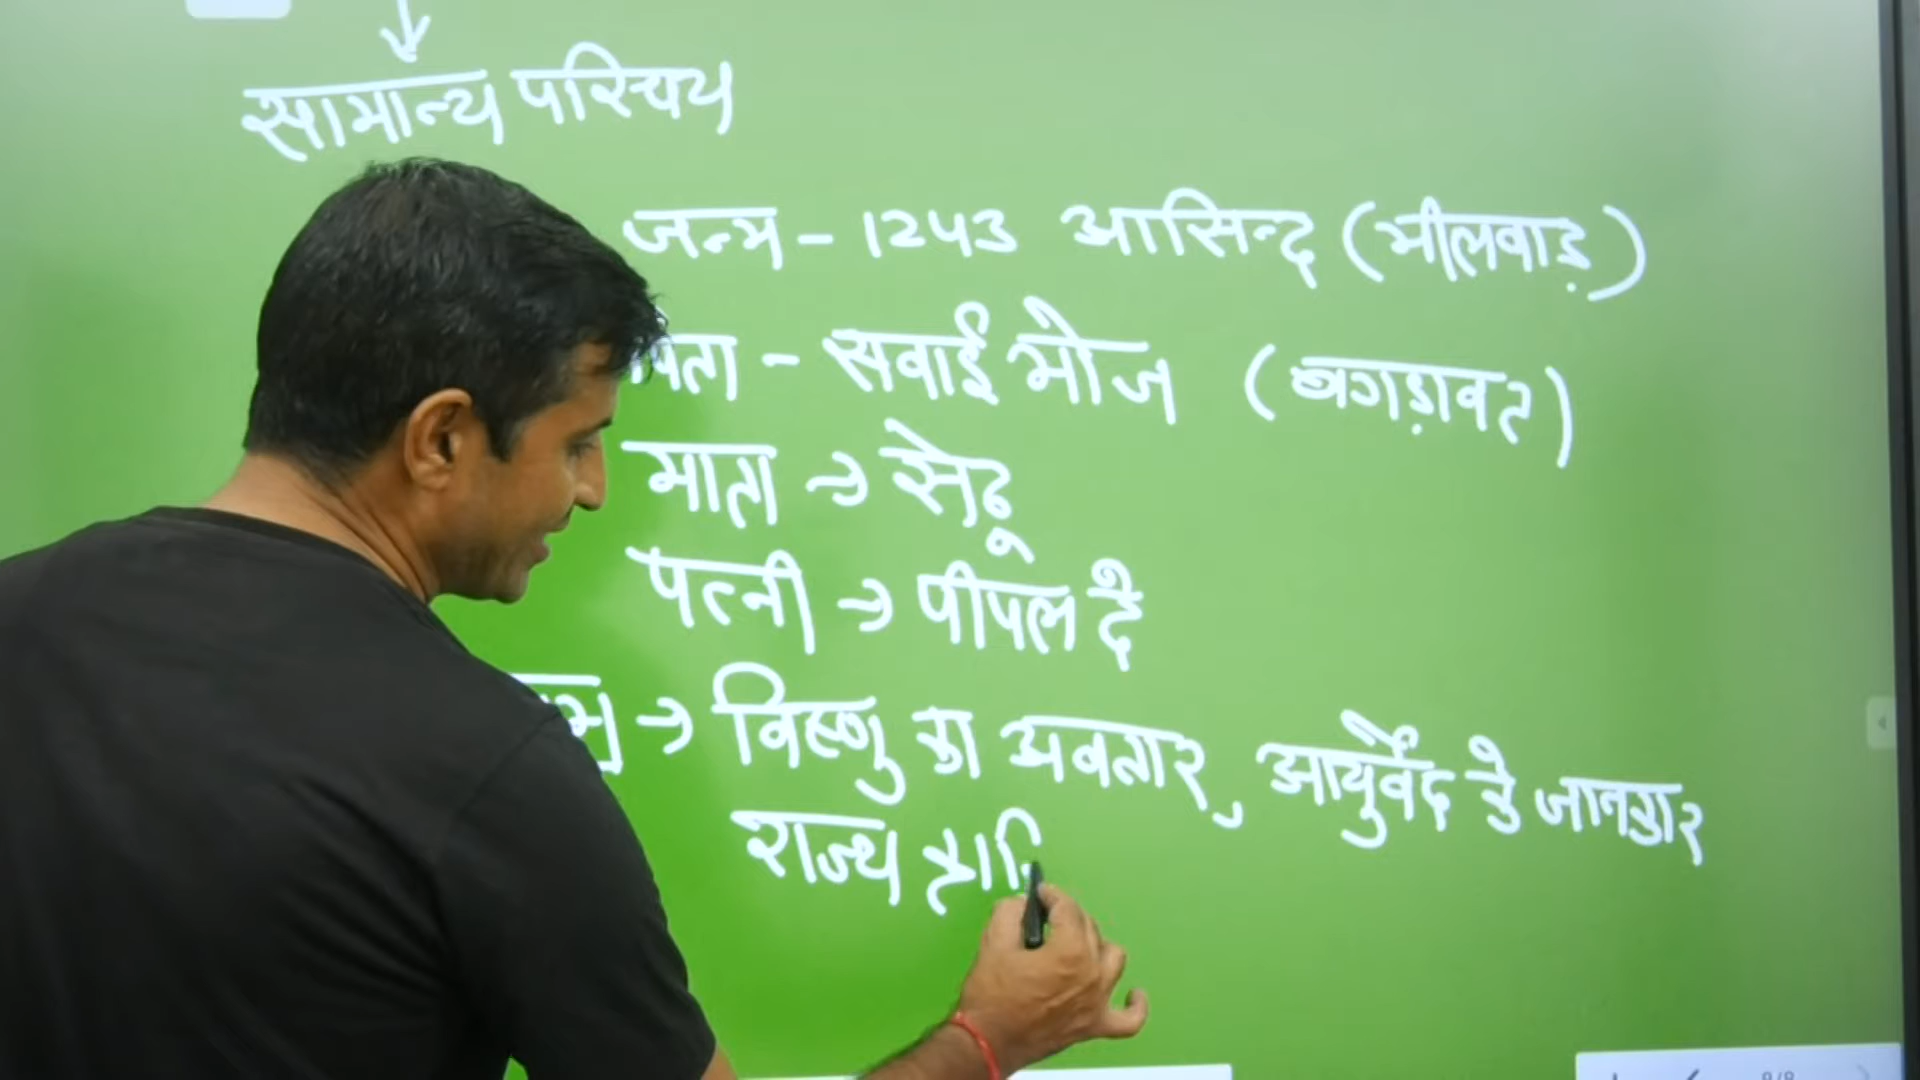 सामान्य परिचय
जन्म - 1243 आसिन्द (भीलवाड़ा)
पिता - सवाई भोज (बगड़ावत)
माता → सेढू
पत्नी → पीपल दे
→ विष्णु का अवतार, आयुर्वेद के जानकार
राज्य